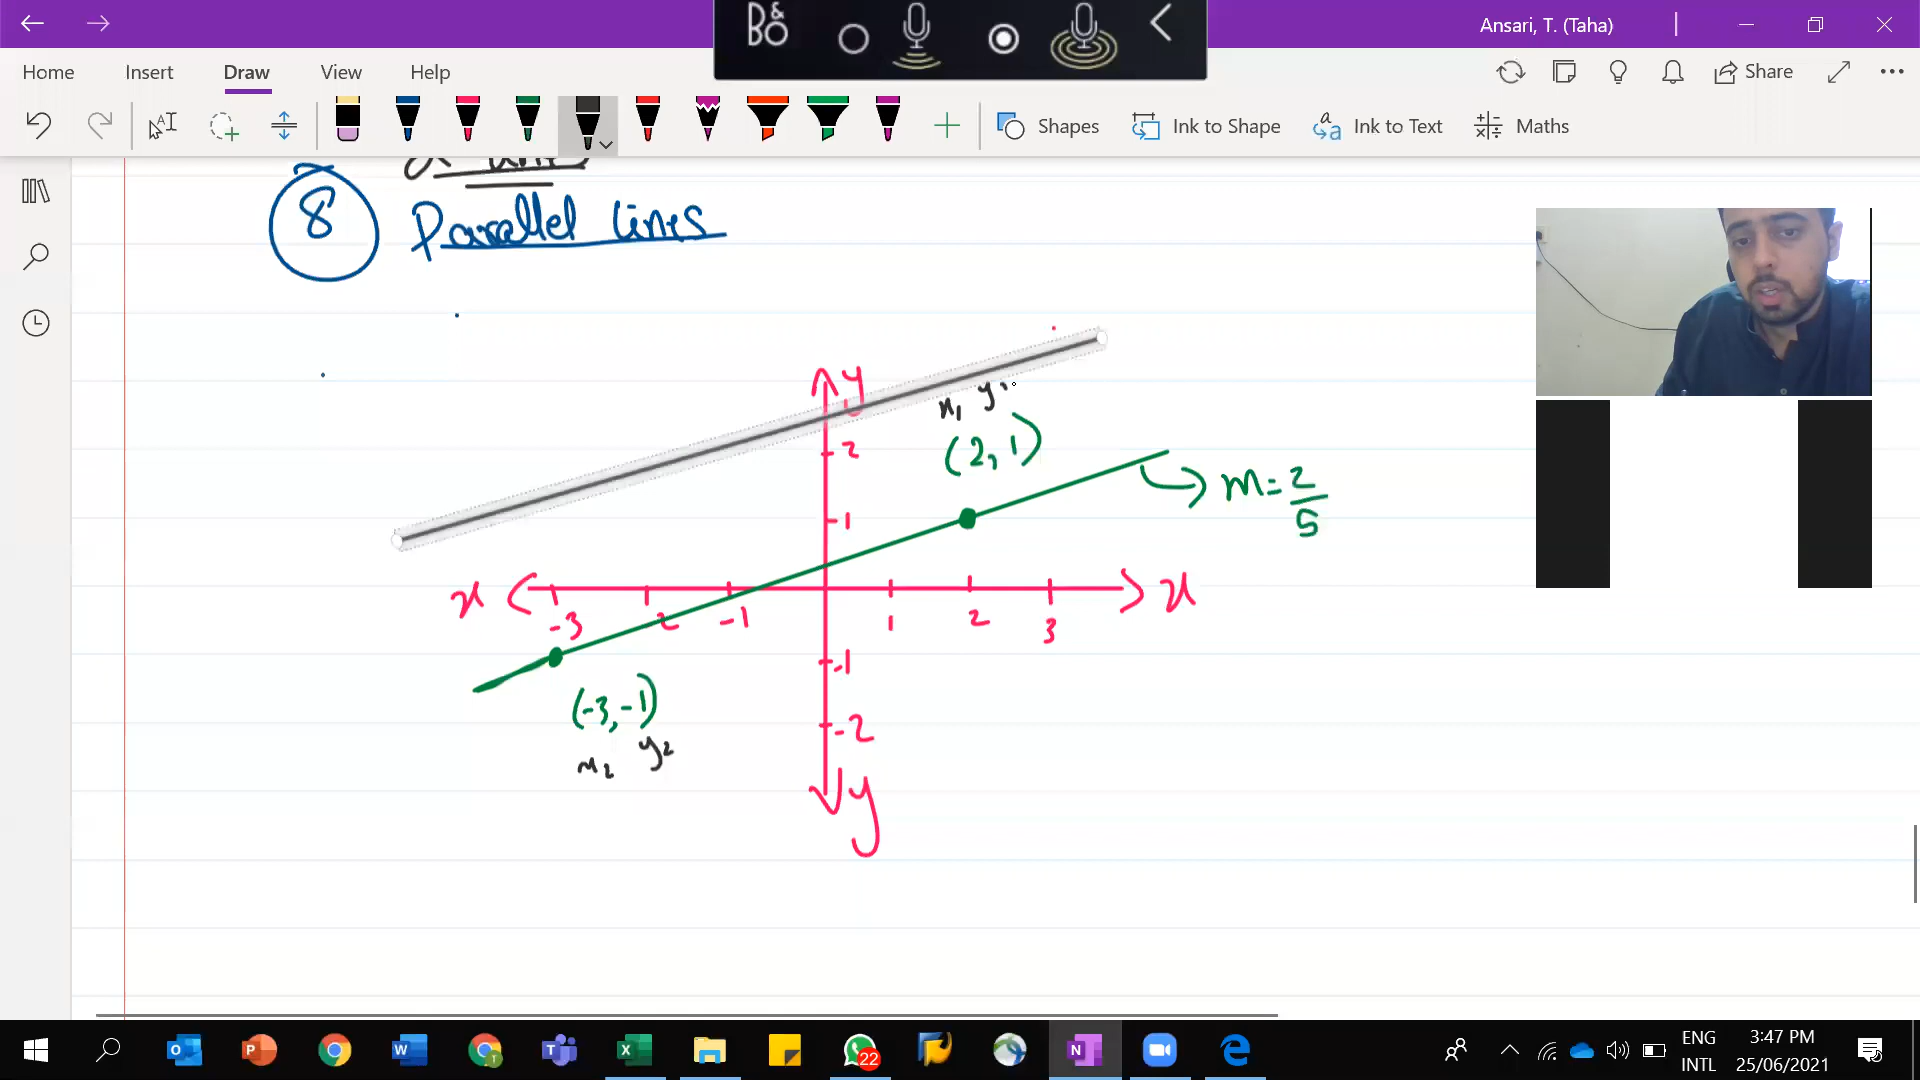 B&O
Ansari, T. (Taha)
Home Insert Draw View Help
Share
Shapes Ink to Shape Ink to Text Maths
8 Parallel lines
y
x₁ y₁
(2, 1)
2
m = 2/5
1
x -3 2 -1 1 2 3 x
-1
(-3, -1)
x₂ y₂
-2
y
22
ENG
INTL
3:47 PM
25/06/2021